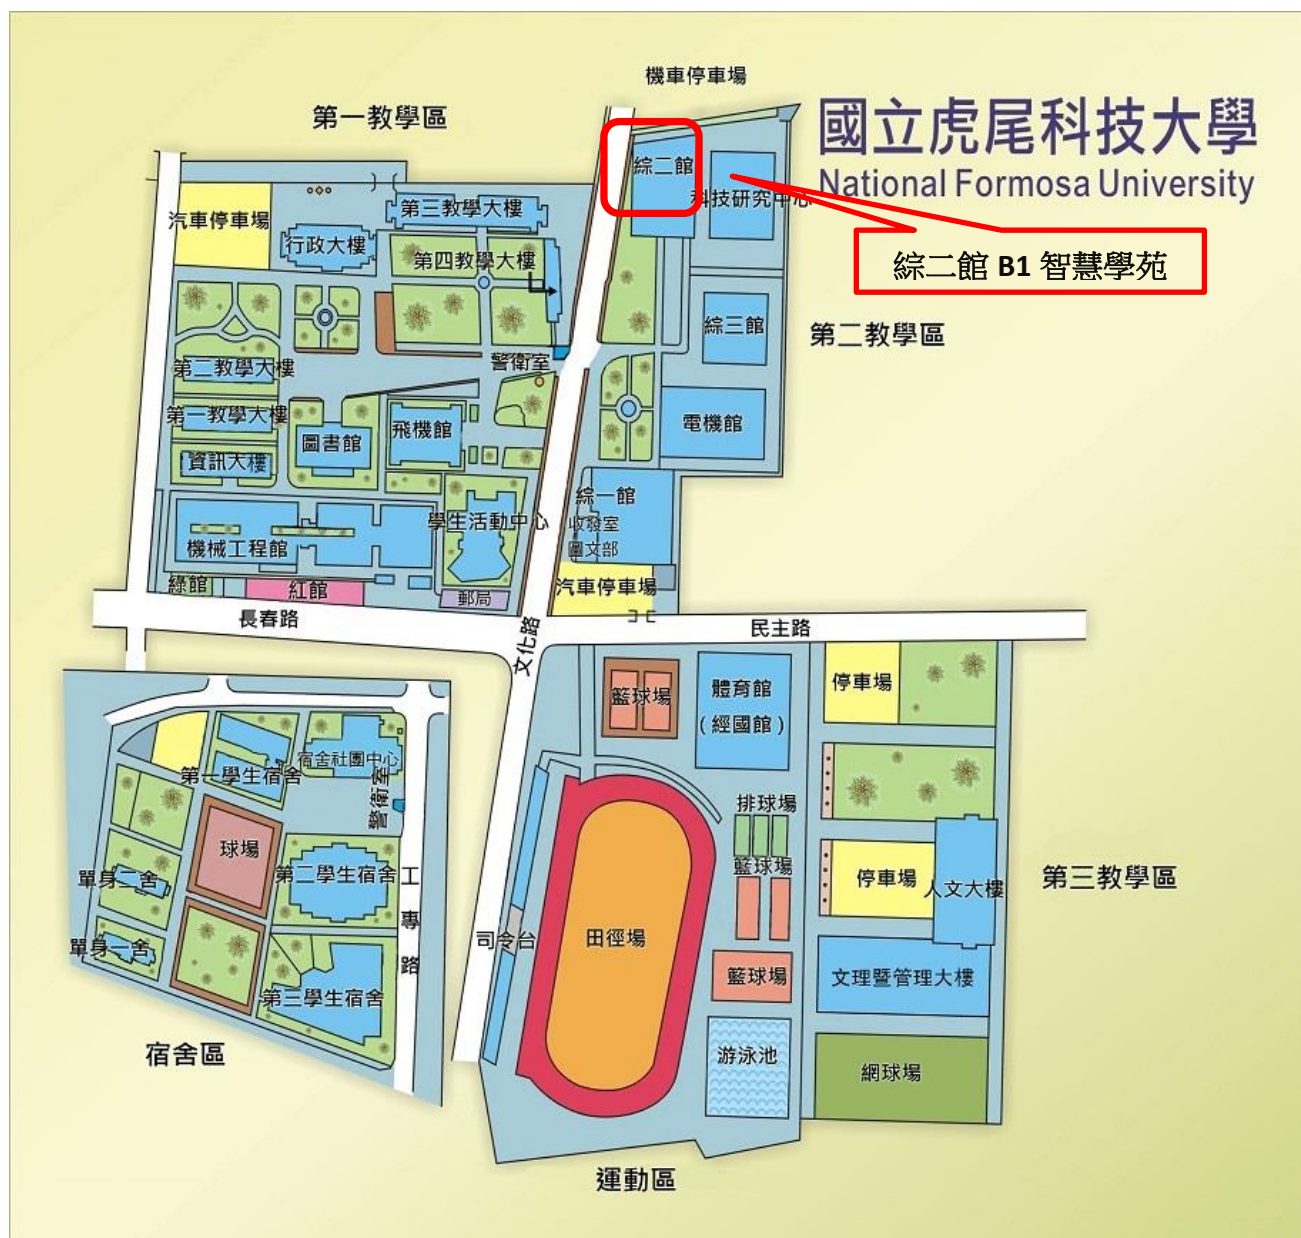 機車停車場
第一教學區
國立虎尾科技大學
National Formosa University
綜二館
科技研究中心
綜二館 B1 智慧學苑
汽車停車場
行政大樓
第三教學大樓
第四教學大樓
綜三館
第二教學區
警衛室
第二教學大樓
第一教學大樓
圖書館
飛機館
電機館
資訊大樓
綜一館
收發室
圖文部
學生活動中心
機械工程館
綠館
紅館
郵局
汽車停車場
長春路
文化路
民主路
籃球場
體育館
(經國館)
停車場
第一學生宿舍
宿舍社團中心
警衛室
球場
排球場
籃球場
停車場
人文大樓
第三教學區
單身二舍
第二學生宿舍
工專路
單身一舍
第三學生宿舍
司令台
田徑場
籃球場
文理暨管理大樓
宿舍區
游泳池
網球場
運動區